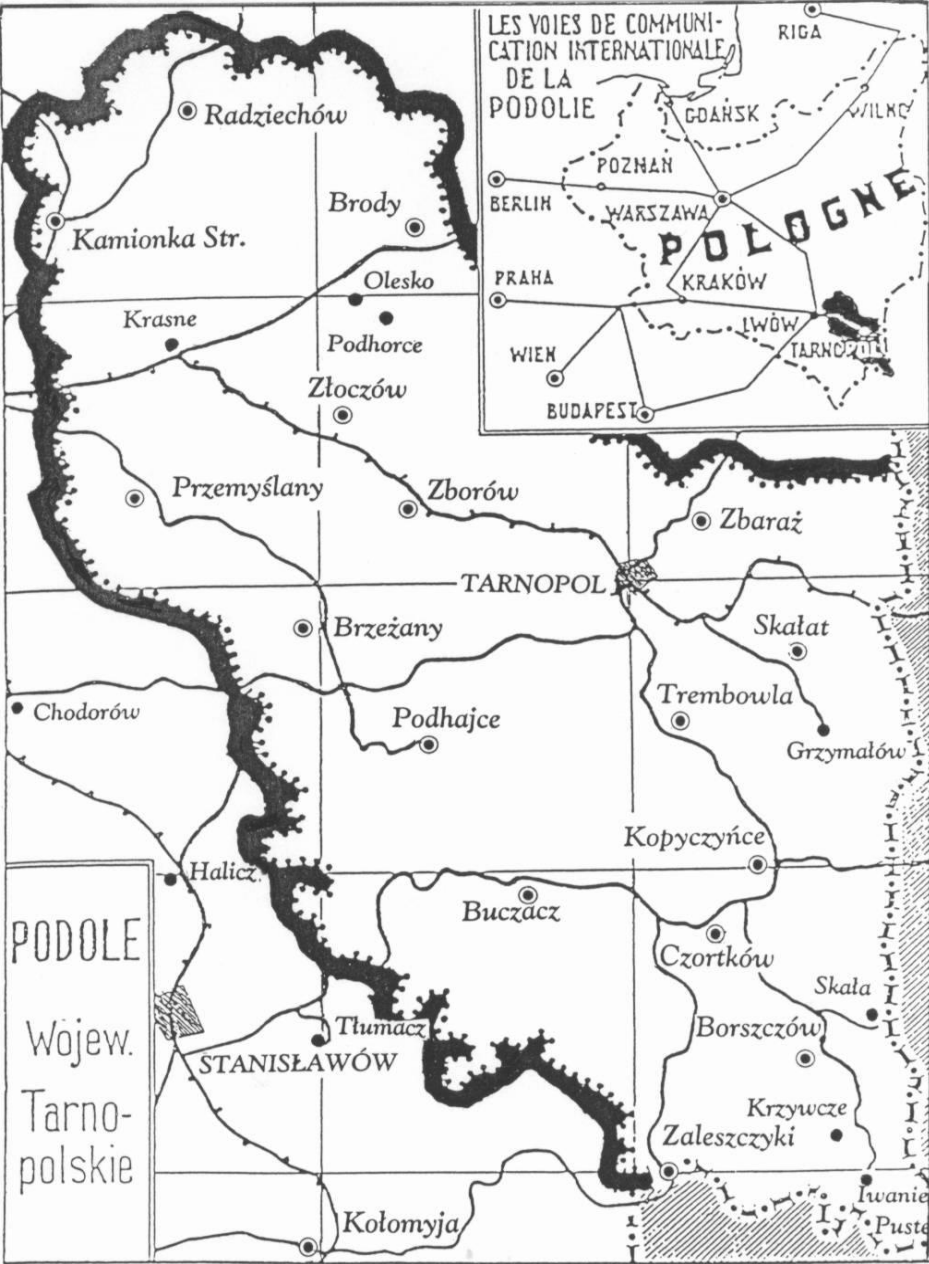 LES VOIES DE COMMUNI-
CATION INTERNATIONALE
DE LA
PODOLIE
RIGA
GDAŃSK
WILNO
POZNAŃ
BERLIN
WARSZAWA
POLOGNE
PRAHA
KRAKÓW
LWÓW
WIEN
TARNOPOL
BUDAPEST
Radziechów
Brody
Kamionka Str.
Olesko
Krasne
Podhorce
Złoczów
Przemyślany
Zborów
Zbaraż
TARNOPOL
Brzeżany
Skałat
Trembowla
Chodorów
Podhajce
Grzymałów
Kopyczyńce
Halicz
Buczacz
Czortków
PODOLE
Wojew.
Tarno-
polskie
Skała
Tłumacz
Borszczów
STANISŁAWÓW
Krzywcze
Zaleszczyki
Iwanie
Puste
Kołomyja